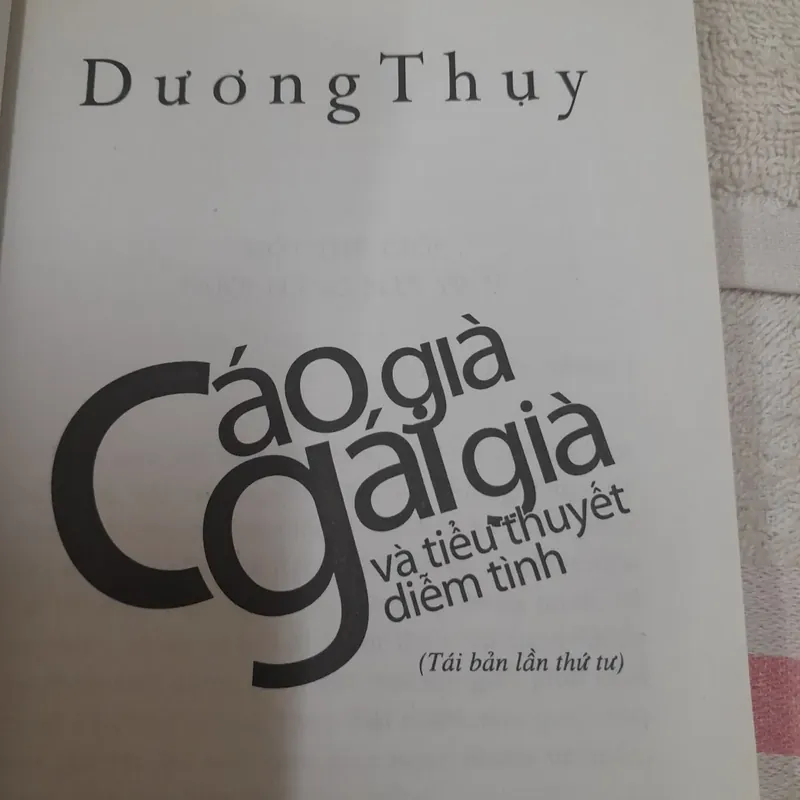 Dương Thụy
Cáo già
gái già
và tiểu thuyết
diễm tình
(Tái bản lần thứ tư)